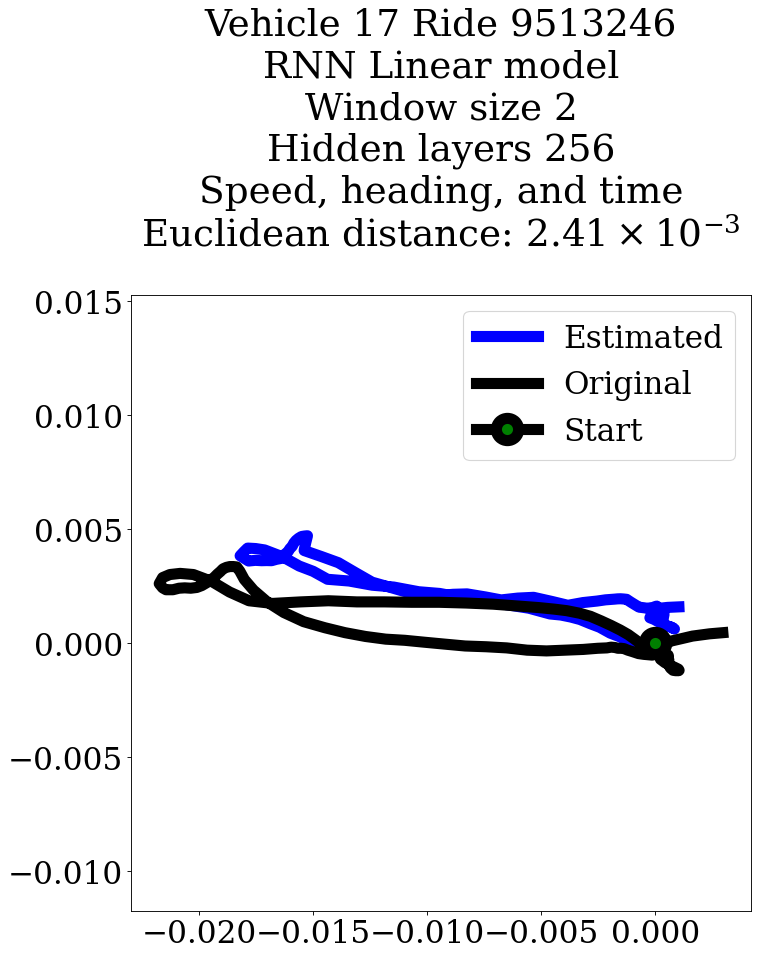 Vehicle 17 Ride 9513246
RNN Linear model
Window size 2
Hidden layers 256
Speed, heading, and time
Euclidean distance: 2.41 × 10⁻³
0.015
0.010
0.005
0.000
−0.005
−0.010
Estimated
Original
Start
−0.020 −0.015 −0.010 −0.005 0.000